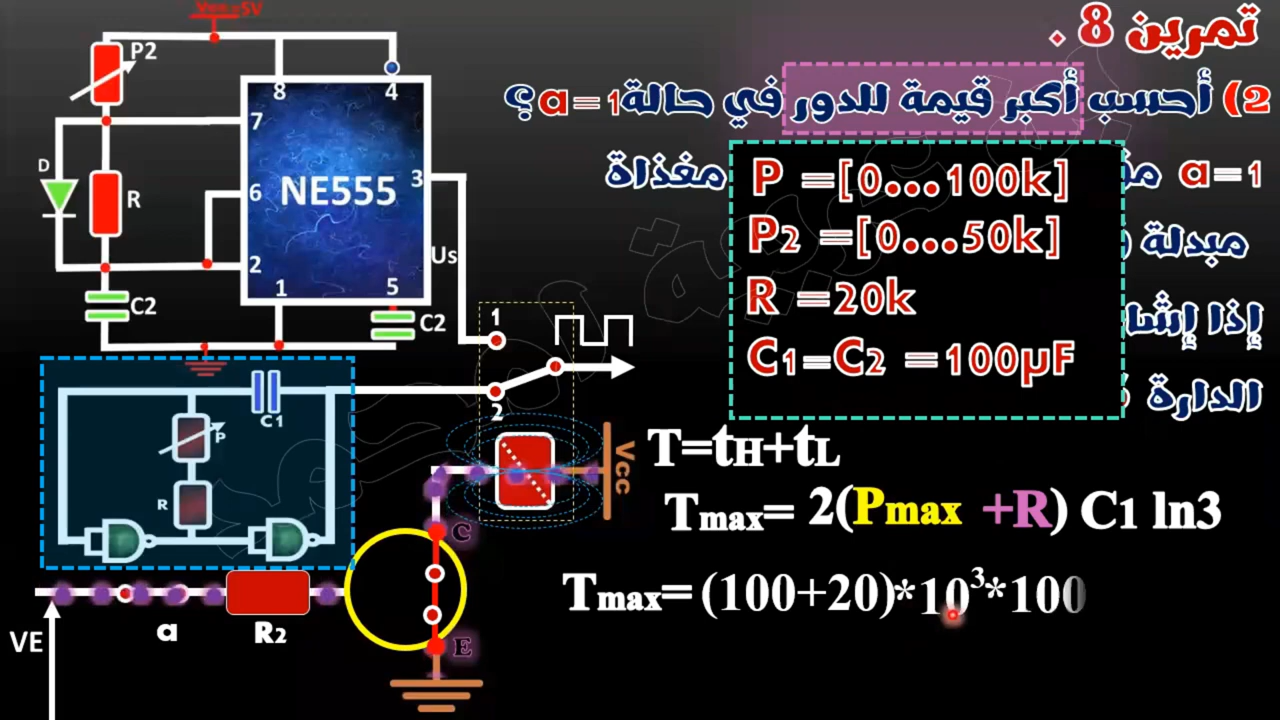 تمرين 8 .
2) أحسب أكبر قيمة للدور في حالة a=1 ؟
a=1
مغذاة
مبدلة
إذا إشا
الدارة
P =[0...100k]
P2 =[0...50k]
R =20k
C1=C2 =100µF
T=tH+tL
Tmax= 2(Pmax +R) C1 ln3
Tmax= (100+20)*10³*100
Vcc=5V
P2
8
4
7
D
R
6
NE555
3
2
1
5
Us
C2
C2
1
2
C1
P
R
Vcc
C
E
a
R2
VE